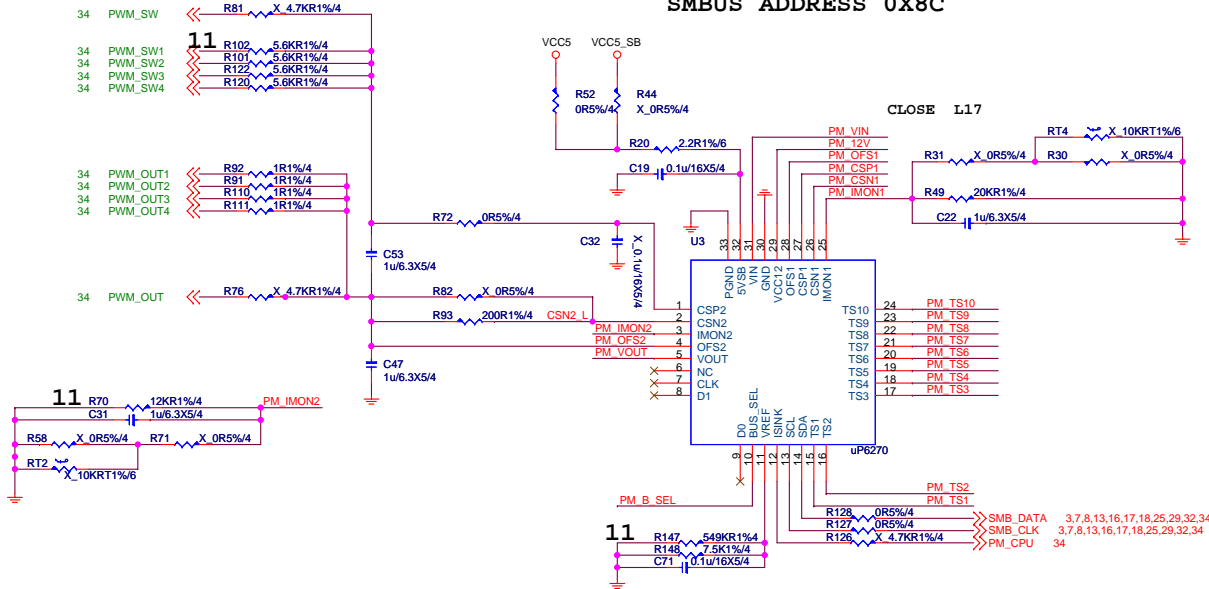 SMBUS ADDRESS 0X8C
34 PWM_SW R81 X_4.7KR1%/4
11
34 PWM_SW1 R102 5.6KR1%/4
34 PWM_SW2 R101 5.6KR1%/4
34 PWM_SW3 R122 5.6KR1%/4
34 PWM_SW4 R120 5.6KR1%/4
VCC5 VCC5_SB
R52 0R5%/4
R44 X_0R5%/4
R20 2.2R1%/6
C19 0.1u/16X5/4
CLOSE L17
PM_VIN
PM_12V
PM_OFS1
PM_CSP1
PM_CSN1
PM_IMON1
RT4 X_10KRT1%/6
R31 X_0R5%/4 R30 X_0R5%/4
R49 20KR1%/4
C22 1u/6.3X5/4
34 PWM_OUT1 R92 1R1%/4
34 PWM_OUT2 R91 1R1%/4
34 PWM_OUT3 R110 1R1%/4
34 PWM_OUT4 R111 1R1%/4
R72 0R5%/4
C32 X_0.1u/16X5/4
C53 1u/6.3X5/4
34 PWM_OUT R76 X_4.7KR1%/4
R82 X_0R5%/4
R93 200R1%/4 CSN2_L
PM_IMON2
PM_OFS2
PM_VOUT
C47 1u/6.3X5/4
U3
33 32 31 30 29 28 27 26 25
PGND 5VSB VIN GND VCC12 OFS1 CSP1 CSN1 IMON1
1 CSP2
2 CSN2
3 IMON2
4 OFS2
5 VOUT
6 NC
7 CLK
8 D1
TS10 24 PM_TS10
TS9 23 PM_TS9
TS8 22 PM_TS8
TS7 21 PM_TS7
TS6 20 PM_TS6
TS5 19 PM_TS5
TS4 18 PM_TS4
TS3 17 PM_TS3
D0 BUS_SEL VREF ISINK SCL SDA TS1 TS2
9 10 11 12 13 14 15 16
uP6270
11
R70 12KR1%/4 PM_IMON2
C31 1u/6.3X5/4
R58 X_0R5%/4 R71 X_0R5%/4
RT2 X_10KRT1%/6
PM_TS2
PM_TS1
PM_B_SEL
R128 0R5%/4 SMB_DATA 3,7,8,13,16,17,18,25,29,32,34
R127 0R5%/4 SMB_CLK 3,7,8,13,16,17,18,25,29,32,34
R126 X_4.7KR1%/4 PM_CPU 34
11
R147 549KR1%4
R148 7.5K1%/4
C71 0.1u/16X5/4